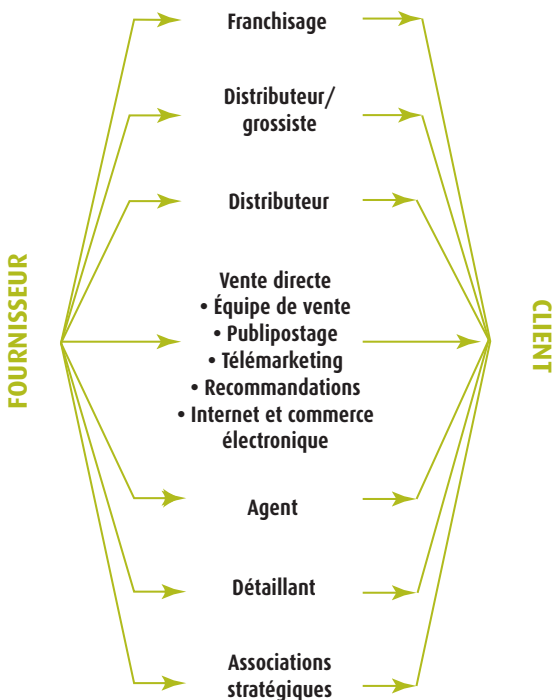 Franchisage
Distributeur/
grossiste
Distributeur
FOURNISSEUR
Vente directe
• Équipe de vente
• Publipostage
• Télémarketing
• Recommandations
• Internet et commerce
électronique
CLIENT
Agent
Détaillant
Associations
stratégiques